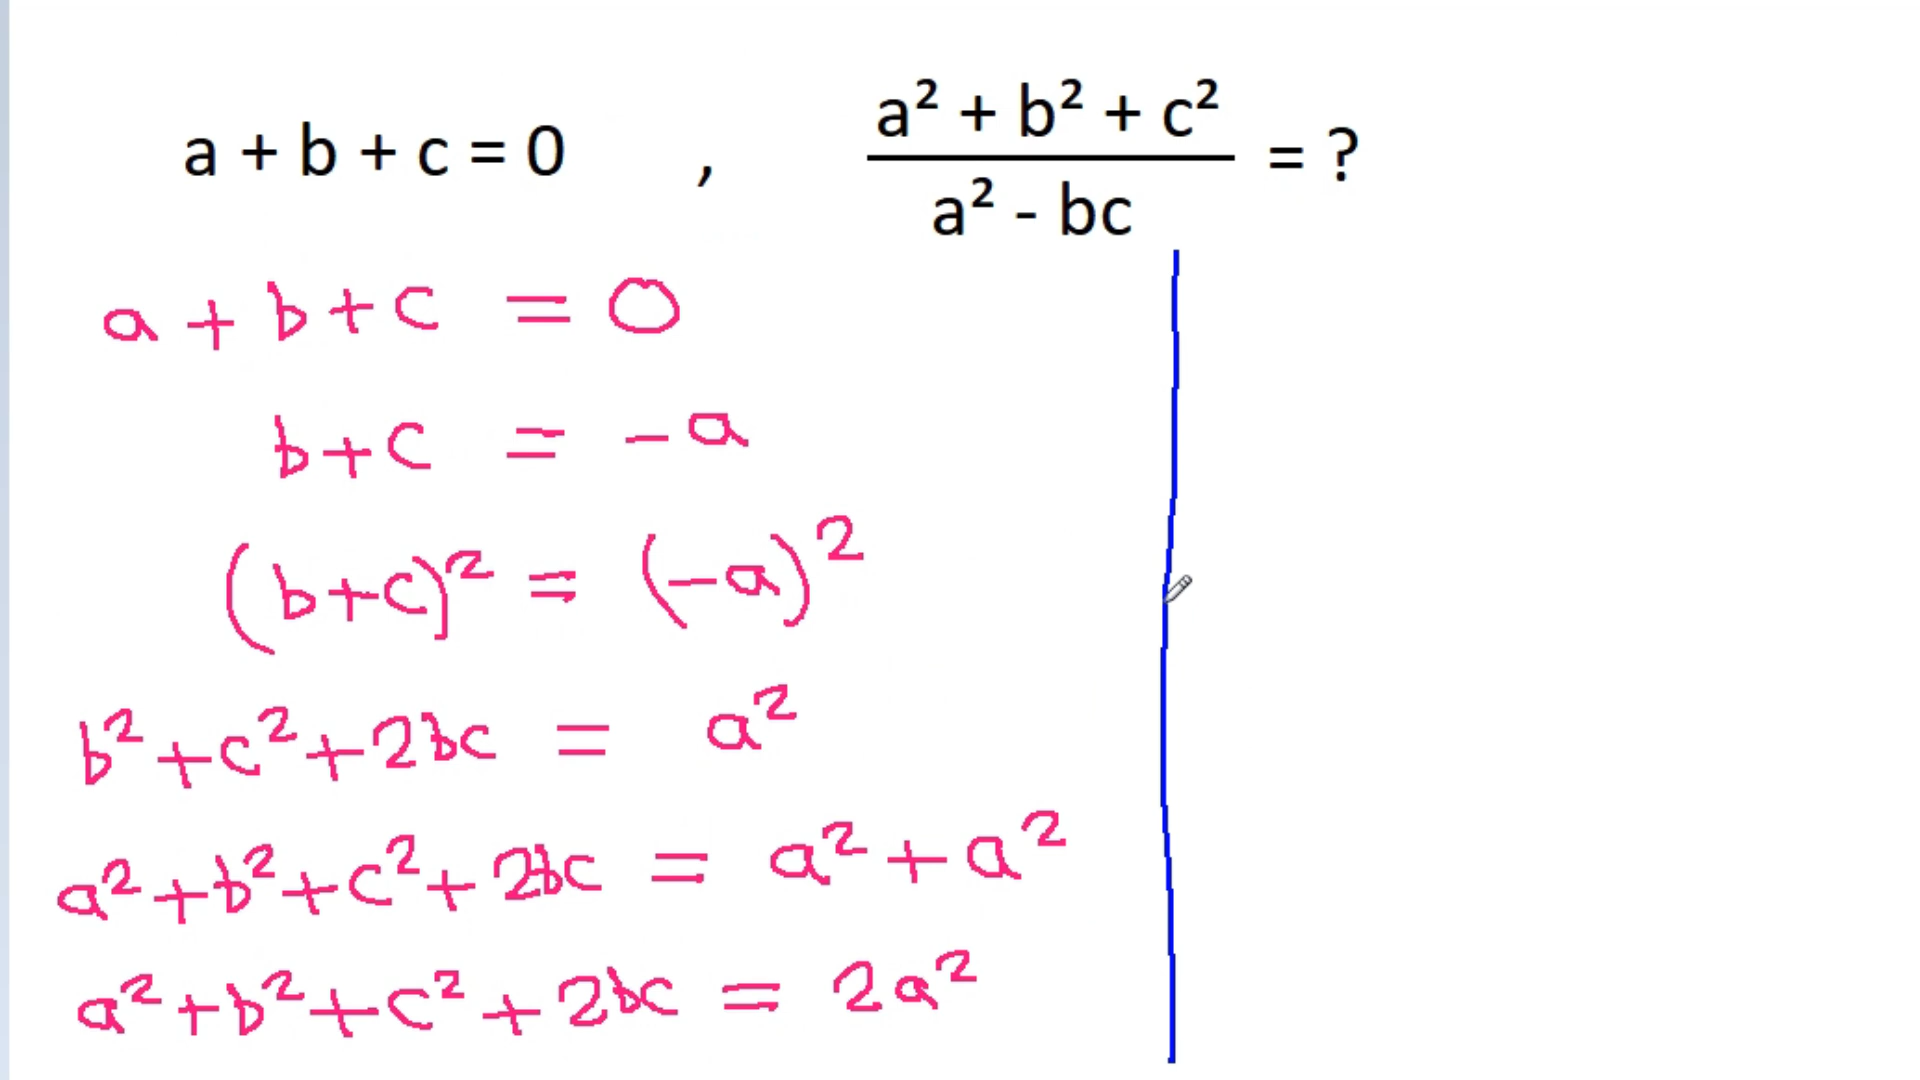 a + b + c = 0 , a² + b² + c² / a² - bc = ?
a + b + c = 0
b + c = - a
(b + c)² = (-a)²
b² + c² + 2bc = a²
a² + b² + c² + 2bc = a² + a²
a² + b² + c² + 2bc = 2a²